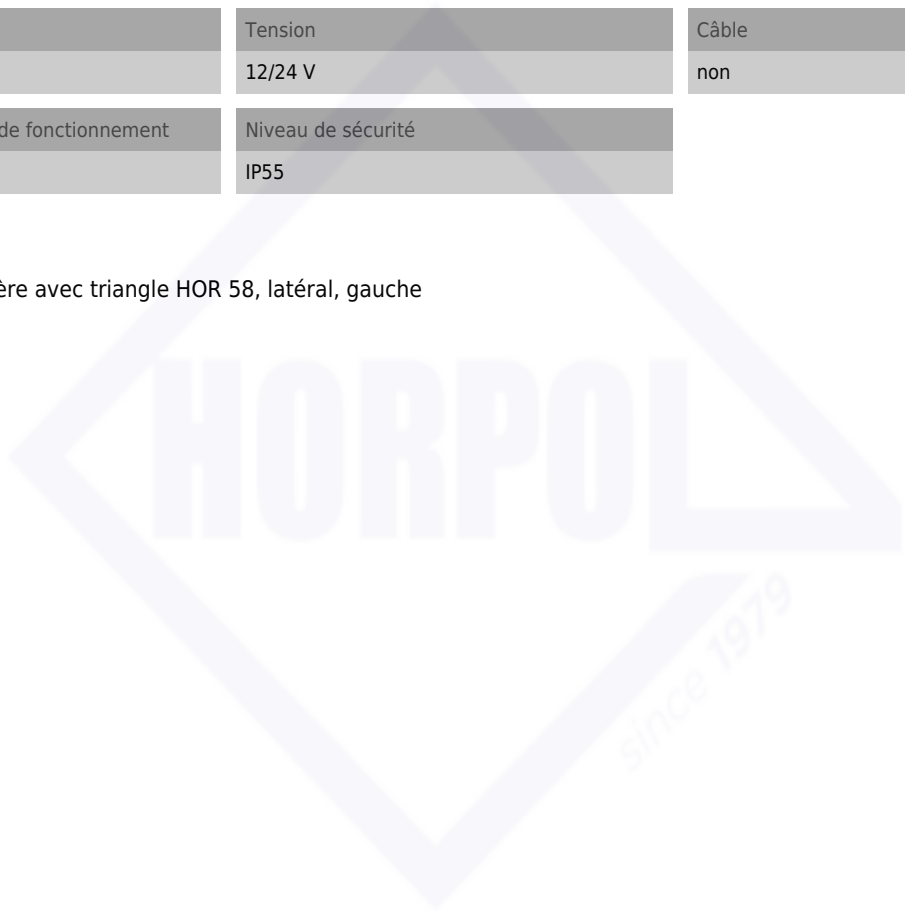 Tension
Câble
12/24 V
non
de fonctionnement
Niveau de sécurité
IP55
ère avec triangle HOR 58, latéral, gauche
HORPOL
since 1979